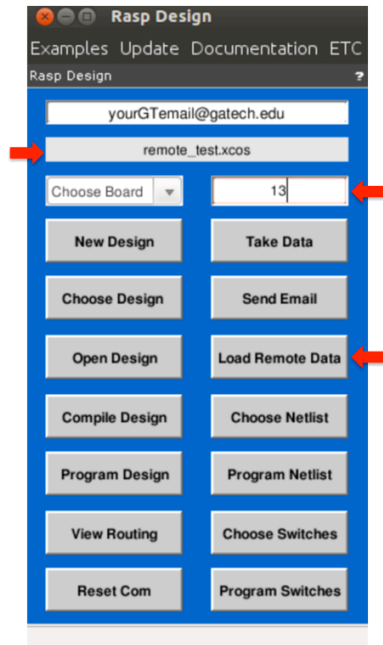 Rasp Design
Examples Update Documentation ETC
Rasp Design ?
yourGTemail@gatech.edu
remote_test.xcos
Choose Board 13
New Design Take Data
Choose Design Send Email
Open Design Load Remote Data
Compile Design Choose Netlist
Program Design Program Netlist
View Routing Choose Switches
Reset Com Program Switches